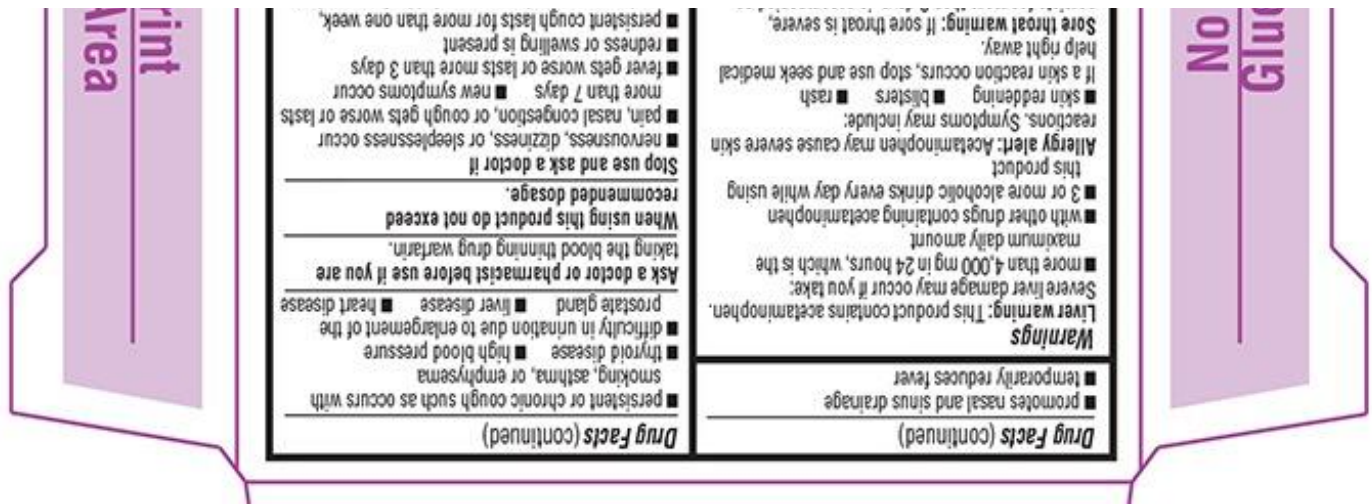 Drug Facts (continued)
■ promotes nasal and sinus drainage
■ temporarily reduces fever
Warnings
Liver warning: This product contains acetaminophen.
Severe liver damage may occur if you take:
■ more than 4,000 mg in 24 hours, which is the
maximum daily amount
■ with other drugs containing acetaminophen
■ 3 or more alcoholic drinks every day while using
this product
Allergy alert: Acetaminophen may cause severe skin
reactions. Symptoms may include:
■ skin reddening ■ blisters ■ rash
If a skin reaction occurs, stop use and seek medical
help right away.
Sore throat warning: If sore throat is severe,
Drug Facts (continued)
■ persistent or chronic cough such as occurs with
smoking, asthma, or emphysema
■ thyroid disease ■ high blood pressure
■ difficulty in urination due to enlargement of the
prostate gland ■ liver disease ■ heart disease
Ask a doctor or pharmacist before use if you are
taking the blood thinning drug warfarin.
When using this product do not exceed
recommended dosage.
Stop use and ask a doctor if
■ nervousness, dizziness, or sleeplessness occur
■ pain, nasal congestion, or cough gets worse or lasts
more than 7 days ■ new symptoms occur
■ fever gets worse or lasts more than 3 days
■ redness or swelling is present
■ persistent cough lasts for more than one week,
Glu
No
rint
Area